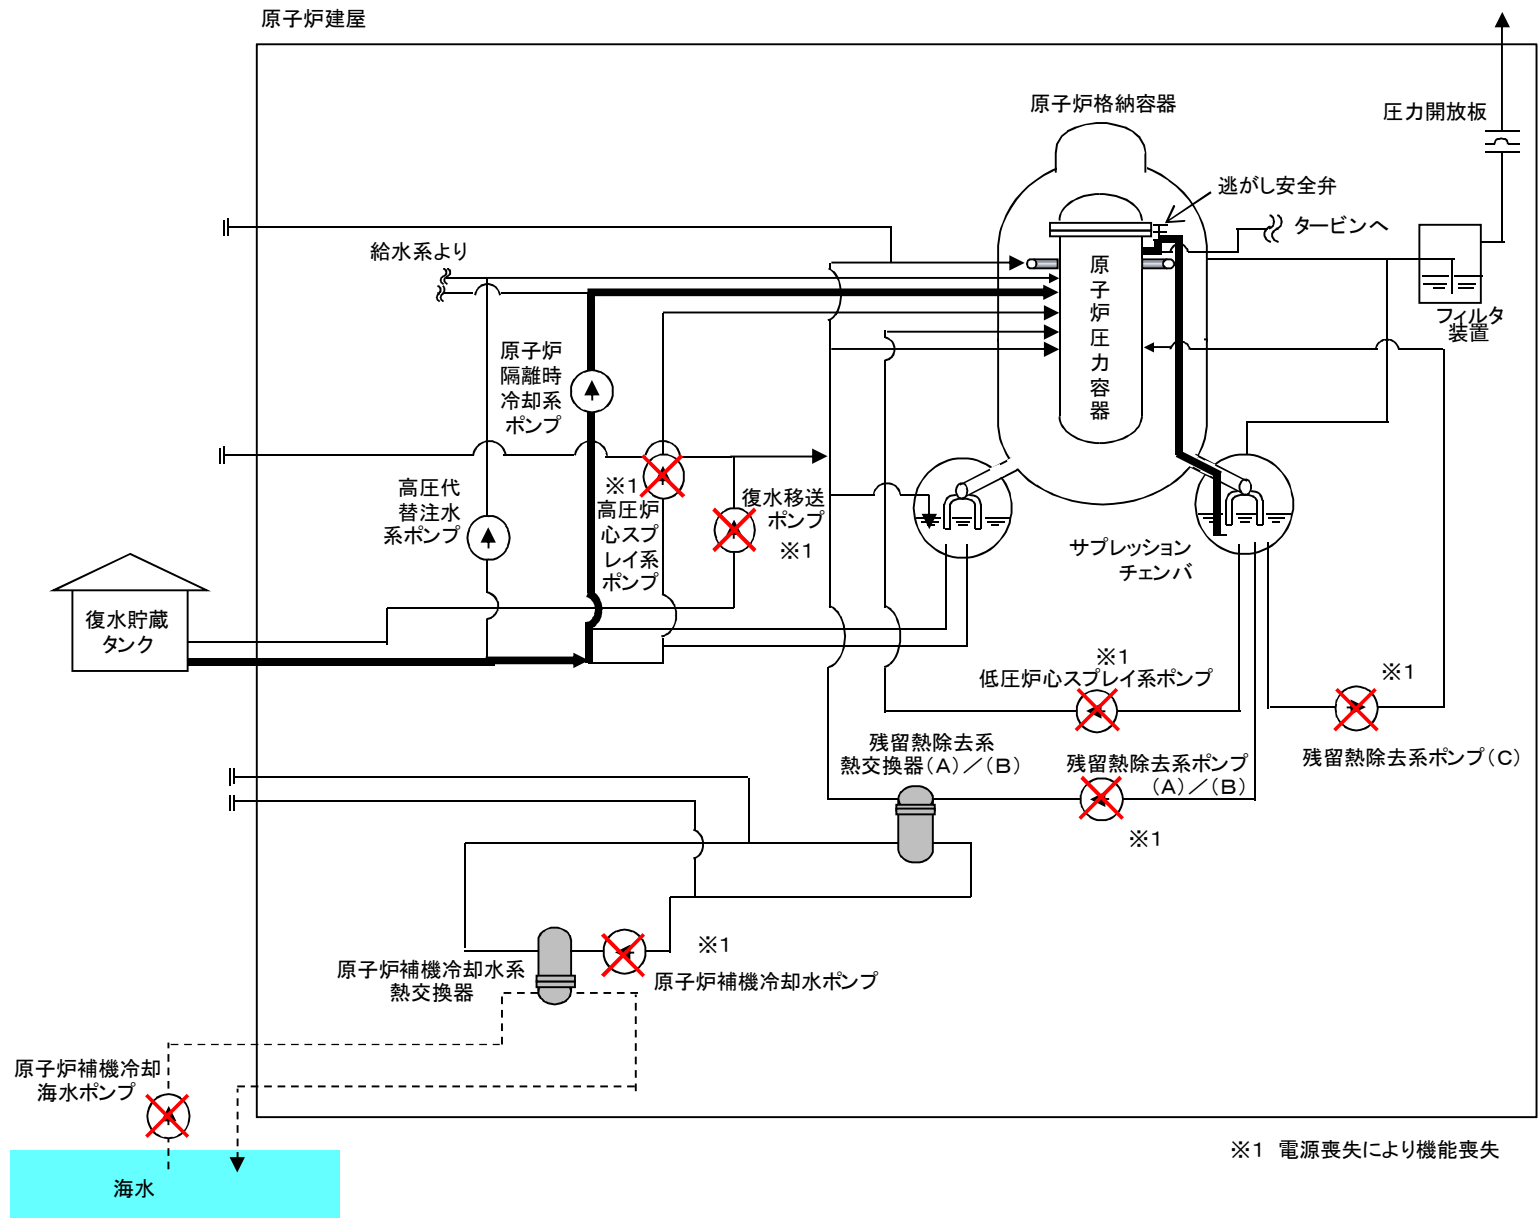 原子炉建屋
原子炉格納容器
圧力開放板
逃がし安全弁
タービンへ
給水系より
原
子
炉
圧
力
容
器
フィルタ
装置
原子炉
隔離時
冷却系
ポンプ
高圧代
替注水
系ポンプ
※1
高圧炉
心スプ
レイ系
ポンプ
復水移送
ポンプ
※1
サプレッション
チェンバ
復水貯蔵
タンク
※1
低圧炉心スプレイ系ポンプ
※1
残留熱除去系ポンプ(C)
残留熱除去系
熱交換器(A)/(B)
残留熱除去系ポンプ
(A)/(B)
※1
※1
原子炉補機冷却水系
熱交換器
原子炉補機冷却水ポンプ
原子炉補機冷却
海水ポンプ
海水
※1 電源喪失により機能喪失